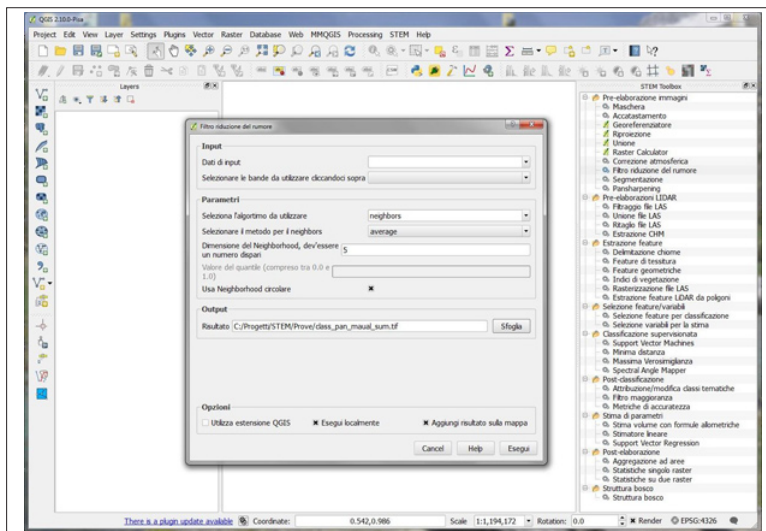 QGIS 2.10.0-Pisa
Project Edit View Layer Settings Plugins Vector Raster Database Web MMQGIS Processing STEM Help
Layers
STEM Toolbox
Pre-elaborazione immagini
Maschera
Accatastamento
Georeferenziatore
Riproiezione
Unione
Raster Calculator
Correzione atmosferica
Filtro riduzione del rumore
Segmentazione
Pansharpening
Pre-elaborazioni LIDAR
Filtraggio file LAS
Unione file LAS
Ritaglio file LAS
Estrazione CHM
Estrazione feature
Delimitazione chiome
Feature di tessitura
Feature geometriche
Indici di vegetazione
Rasterizzazione file LAS
Estrazione feature LiDAR da poligoni
Selezione feature/variabili
Selezione feature per classificazione
Selezione variabili per la stima
Classificazione supervisionata
Support Vector Machines
Minima distanza
Massima Verosimiglianza
Spectral Angle Mapper
Post-classificazione
Attribuzione/modifica classi tematiche
Filtro maggioranza
Metriche di accuratezza
Stima di parametri
Stima volume con formule allometriche
Stimatore lineare
Support Vector Regression
Post-elaborazione
Aggregazione ad aree
Statistiche singolo raster
Statistiche su due raster
Struttura bosco
Struttura bosco
Filtro riduzione del rumore
Input
Dati di input
Selezionare le bande da utilizzare cliccandoci sopra
Parametri
Seleziona l'algoritmo da utilizzare neighbors
Selezionare il metodo per il neighbors average
Dimensione del Neighborhood, dev'essere
un numero dispari 5
Valore del quantile (compreso tra 0.0 e
1.0)
Usa Neighborhood circolare
Output
Risultato C:/Progetti/STEM/Prove/class_pan_maual_sum.tif Sfoglia
Opzioni
Utilizza estensione QGIS Esegui localmente Aggiungi risultato sulla mappa
Cancel Help Esegui
There is a plugin update available Coordinate: 0.542,0.986 Scale 1:1,194,172 Rotation: 0.0 Render EPSG:4326